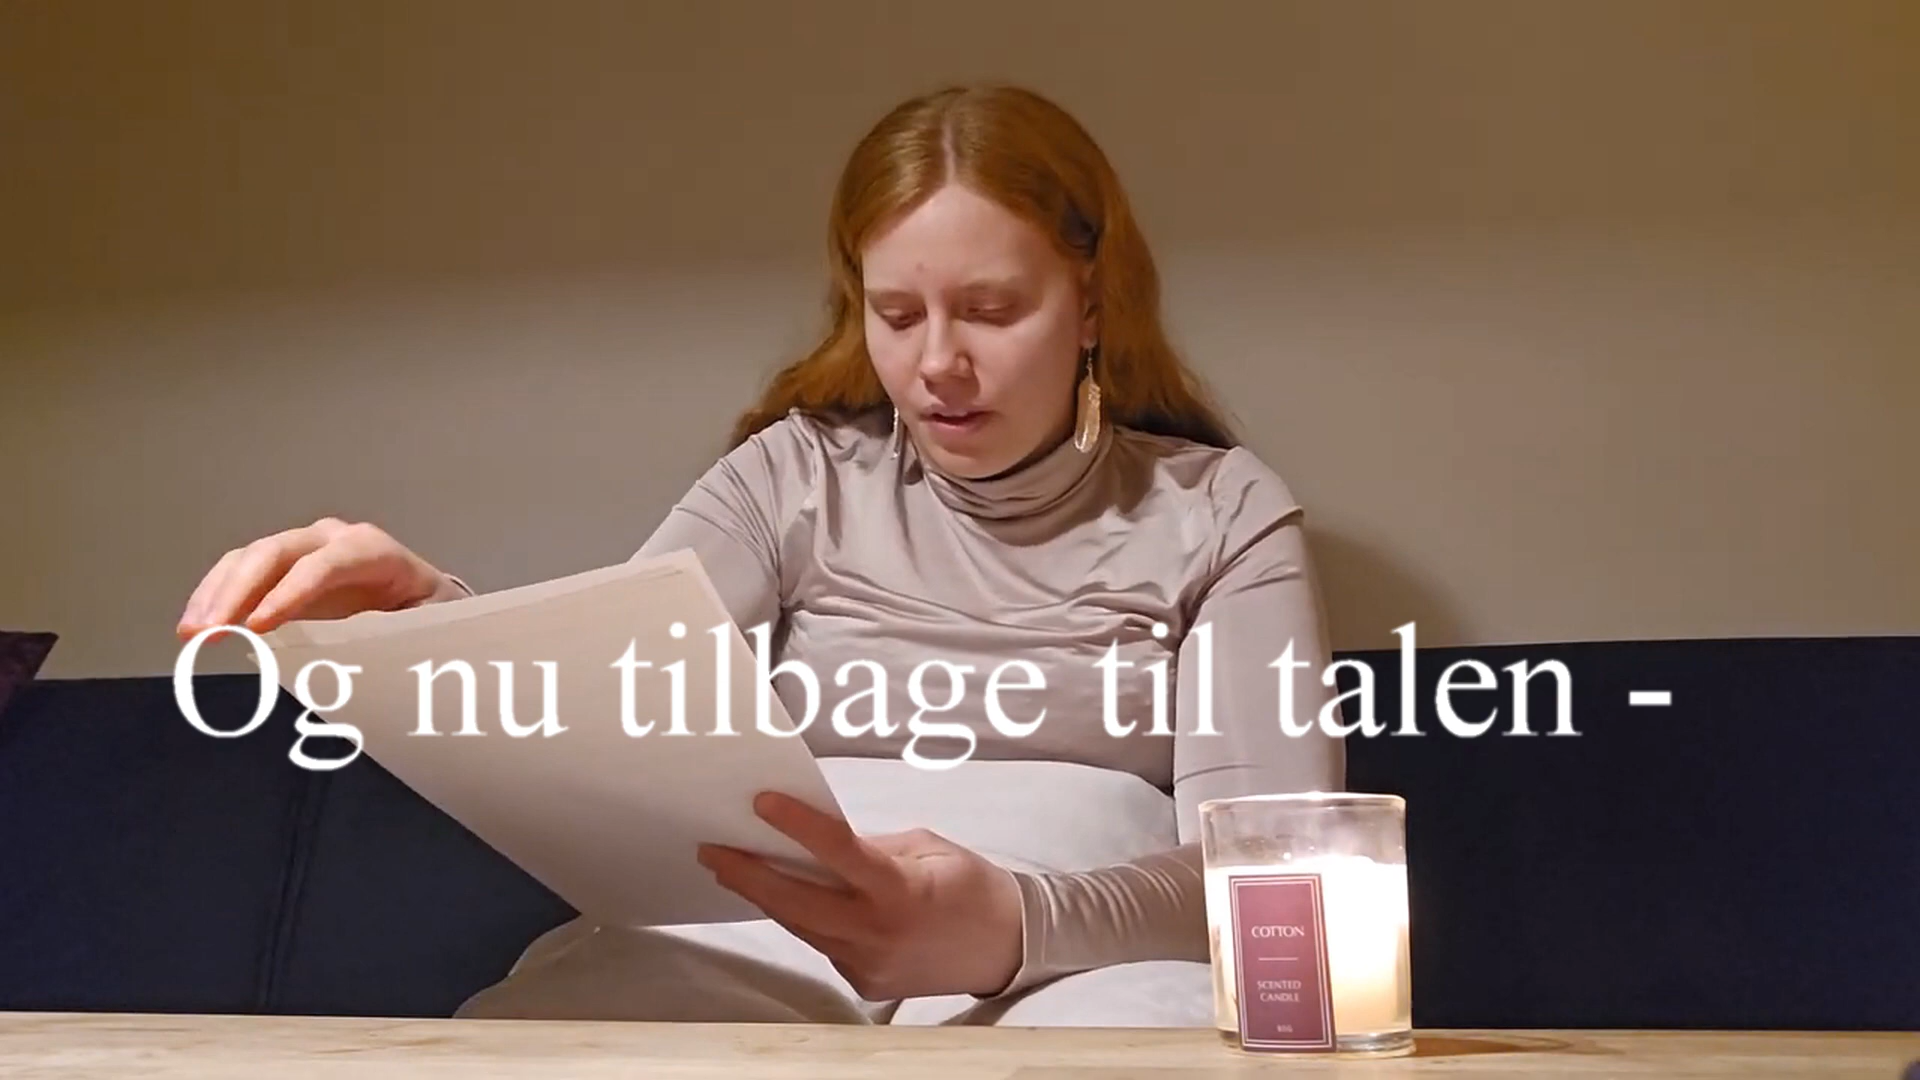 Og nu tilbage til talen -
COTTON
SCENTED
CANDLE